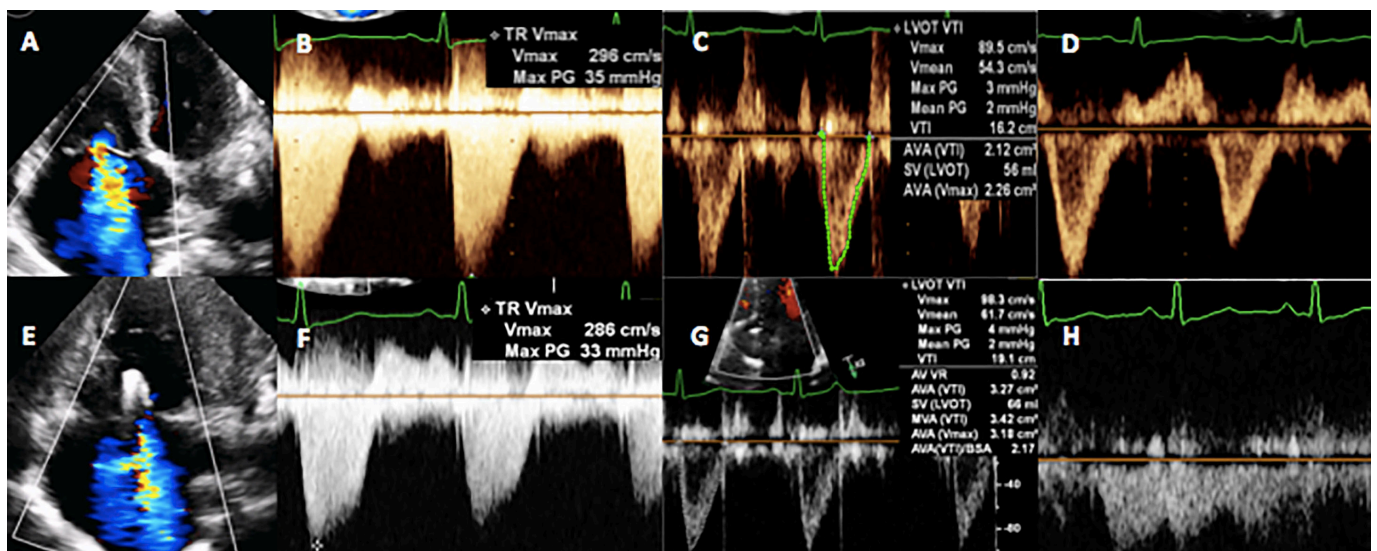 A
B
TR Vmax
Vmax 296 cm/s
Max PG 35 mmHg
C
LVOT VTI
Vmax 89.5 cm/s
Vmean 54.3 cm/s
Max PG 3 mmHg
Mean PG 2 mmHg
VTI 16.2 cm
AVA (VTI) 2.12 cm²
SV (LVOT) 56 ml
AVA (Vmax) 2.26 cm²
D
E
F
TR Vmax
Vmax 286 cm/s
Max PG 33 mmHg
G
LVOT VTI
Vmax 98.3 cm/s
Vmean 61.7 cm/s
Max PG 4 mmHg
Mean PG 2 mmHg
VTI 19.1 cm
AV VR 0.92
AVA (VTI) 3.27 cm²
SV (LVOT) 66 ml
MVA (VTI) 3.42 cm²
AVA (Vmax) 3.18 cm²
AVA(VTI)/BSA 2.17
-40
H